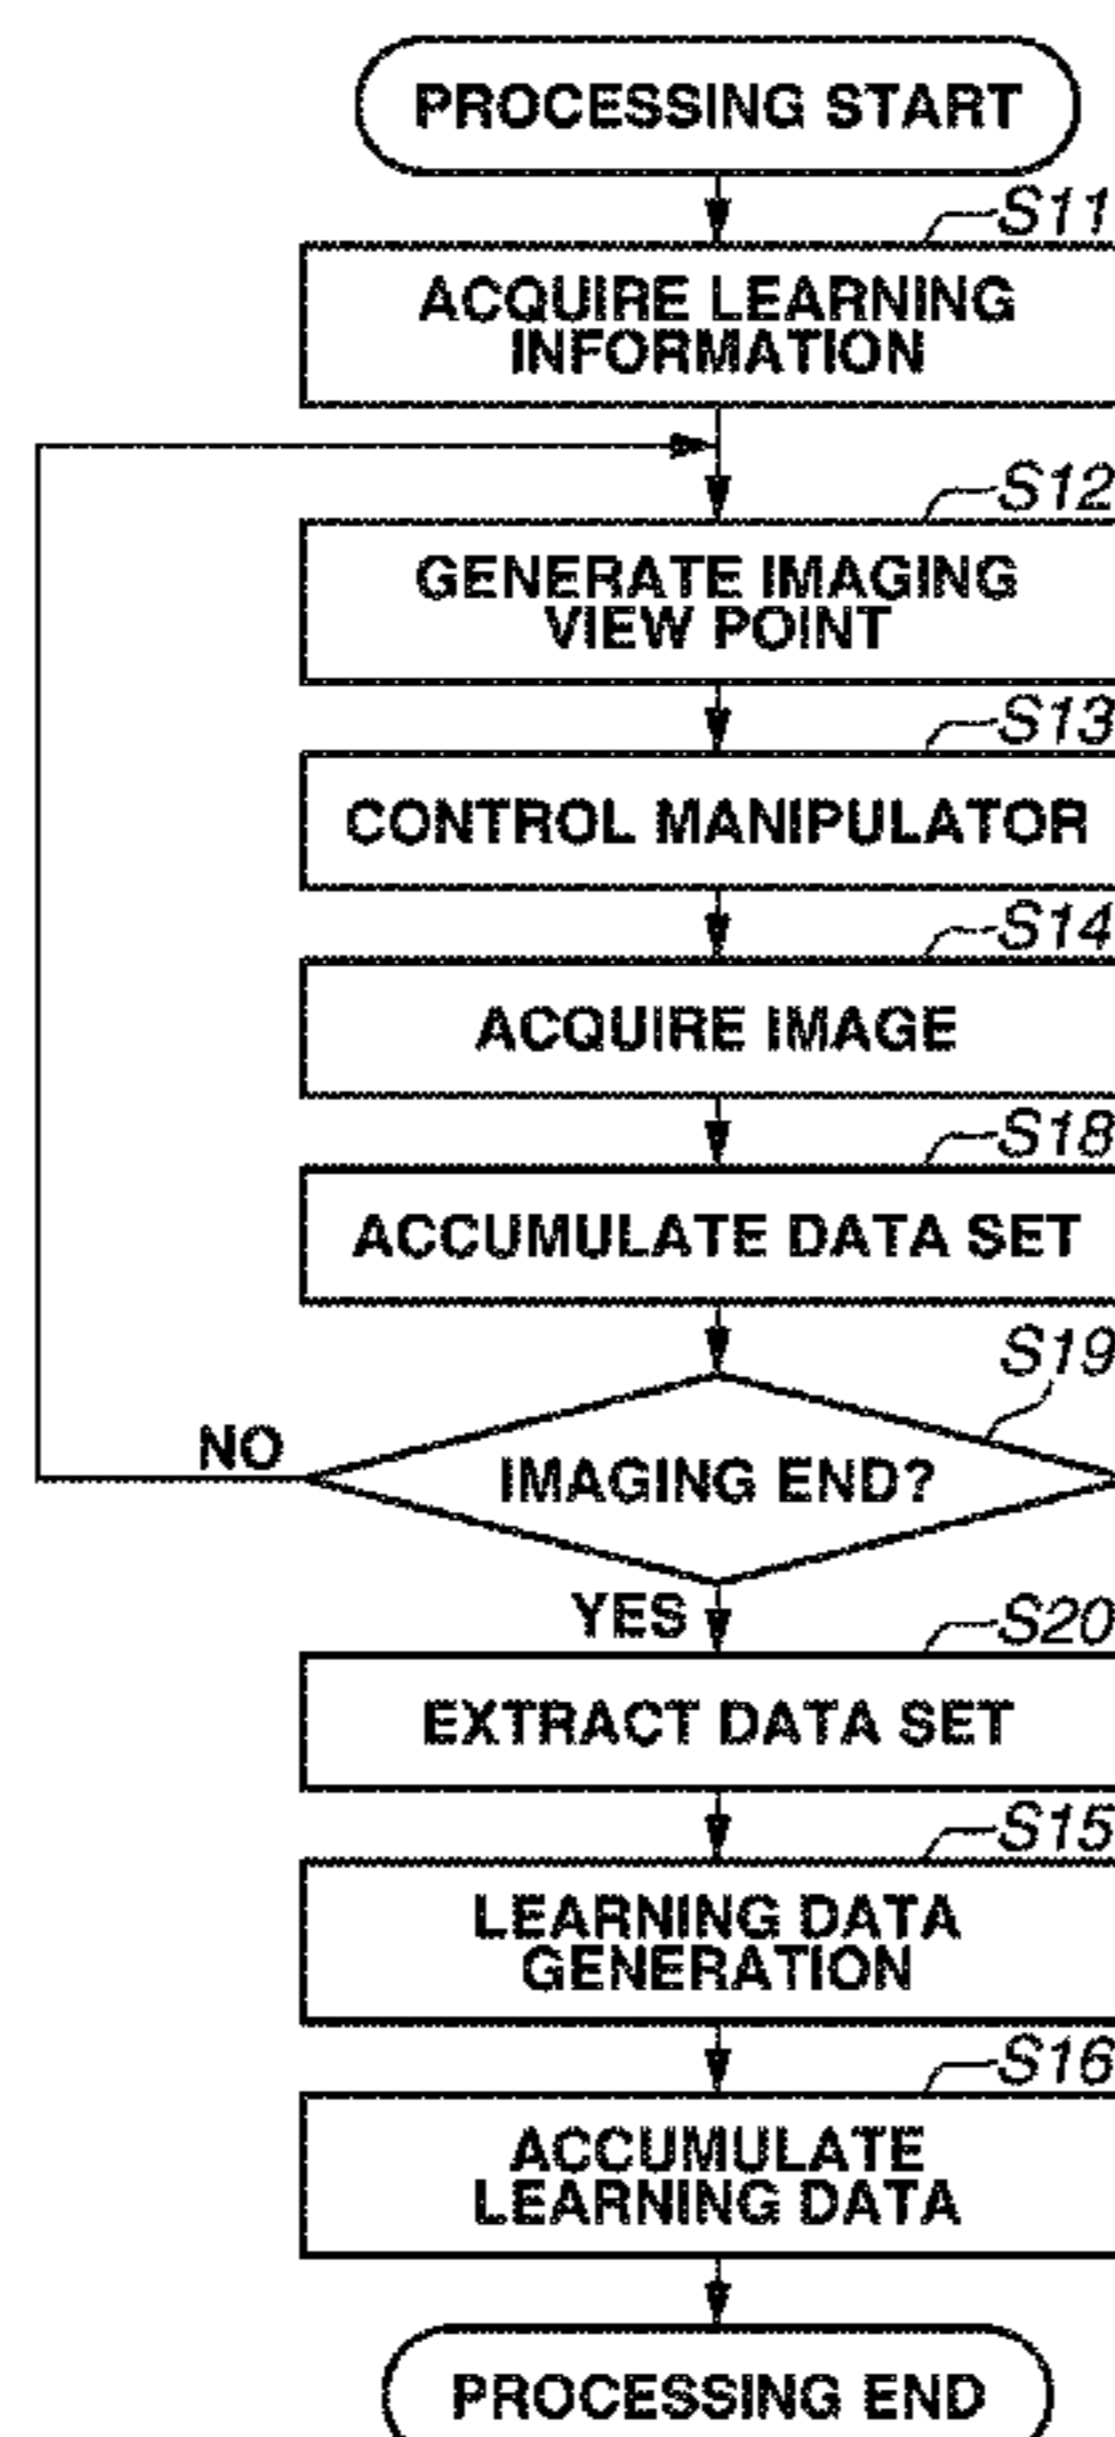 PROCESSING START
S11
ACQUIRE LEARNING
INFORMATION
S12
GENERATE IMAGING
VIEW POINT
S13
CONTROL MANIPULATOR
S14
ACQUIRE IMAGE
S18
ACCUMULATE DATA SET
S19
IMAGING END?
NO
YES
S20
EXTRACT DATA SET
S15
LEARNING DATA
GENERATION
S16
ACCUMULATE
LEARNING DATA
PROCESSING END